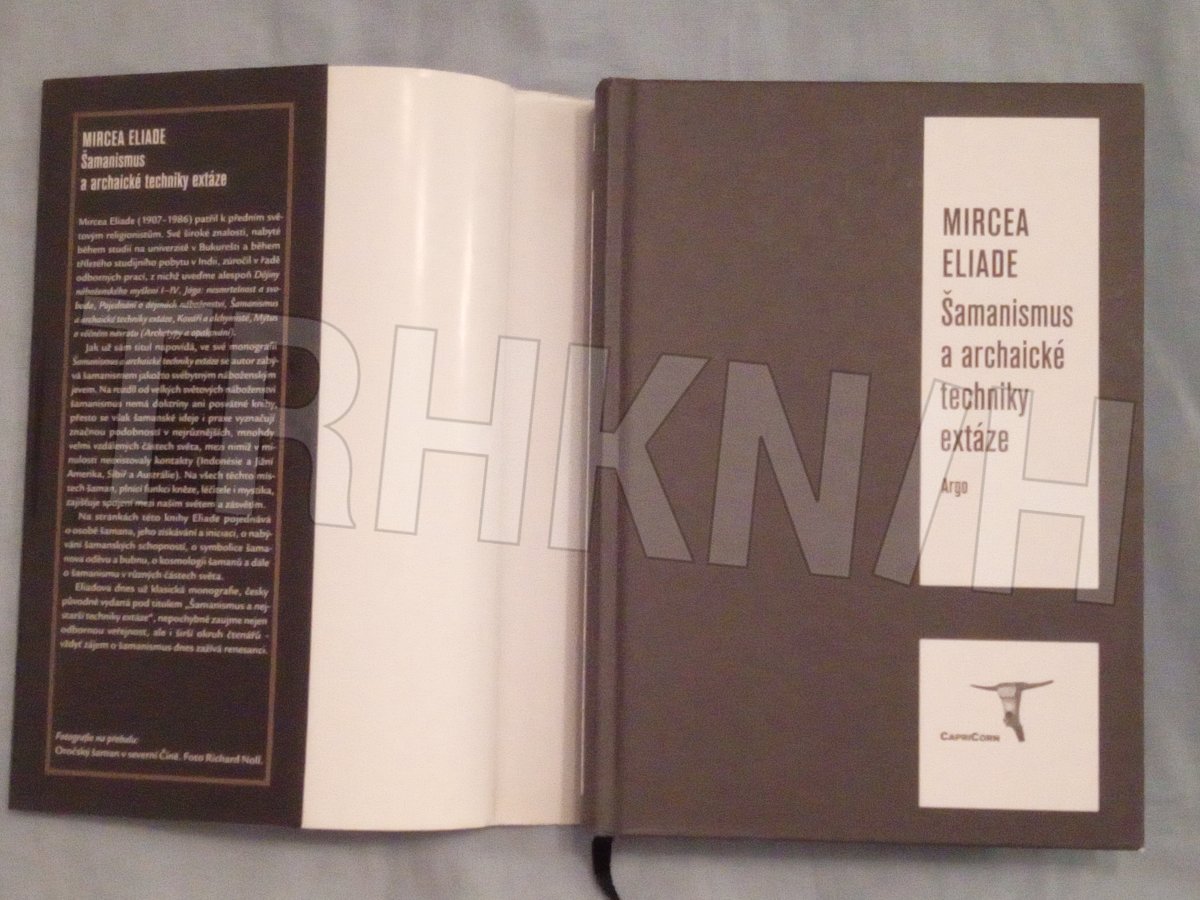 MIRCEA ELIADE
Šamanismus
a archaické techniky extáze
Mircea Eliade (1907–1986) patřil k předním svě-
tovým religionistům. Své široké znalosti, nabyté
během studií na univerzitě v Bukurešti a během
tříletého studijního pobytu v Indii, zúročil v řadě
odborných prací, z nichž uveďme alespoň Dějiny
náboženského myšlení I–IV, Jóga: nesmrtelnost a svo-
boda, Pojednání o dějinách náboženství, Šamanismus
a archaické techniky extáze, Kováři a alchymisté, Mýtus
o věčném návratu (Archetypy a opakování).
Jak už sám titul napovídá, ve své monografii
Šamanismus a archaické techniky extáze se autor zabý-
vá šamanismem jakožto svébytným náboženským
jevem. Na rozdíl od velkých světových náboženství
šamanismus nemá doktríny ani posvátné knihy,
přesto se však šamanské ideje i praxe vyznačují
značnou podobností v nejrůznějších, mnohdy
velmi vzdálených částech světa, mezi nimiž v mi-
nulosti neexistovaly kontakty (Indonésie a Jižní
Amerika, Sibiř a Austrálie). Na všech těchto mís-
tech šaman, plnící funkci kněze, léčitele i mystika,
zajišťuje spojení mezi naším světem a zásvětím.
Na stránkách této knihy Eliade pojednává
o osobě šamana, jeho získávání a iniciaci, o nabý-
vání šamanských schopností, o symbolice šama-
nova oděvu a bubnu, o kosmologii šamanů a dále
o šamanismu v různých částech světa.
Eliadova dnes už klasická monografie, česky
původně vydaná pod titulem „Šamanismus a nej-
starší techniky extáze“, nepochybně zaujme nejen
odbornou veřejnost, ale i širší okruh čtenářů –
vždyť zájem o šamanismus dnes zažívá renesanci.
Fotografie na přebalu:
Oročský šaman v severní Číně. Foto Richard Noll.
MIRCEA
ELIADE
Šamanismus
a archaické
techniky
extáze
Argo
CAPRICORN
TRHKNIH